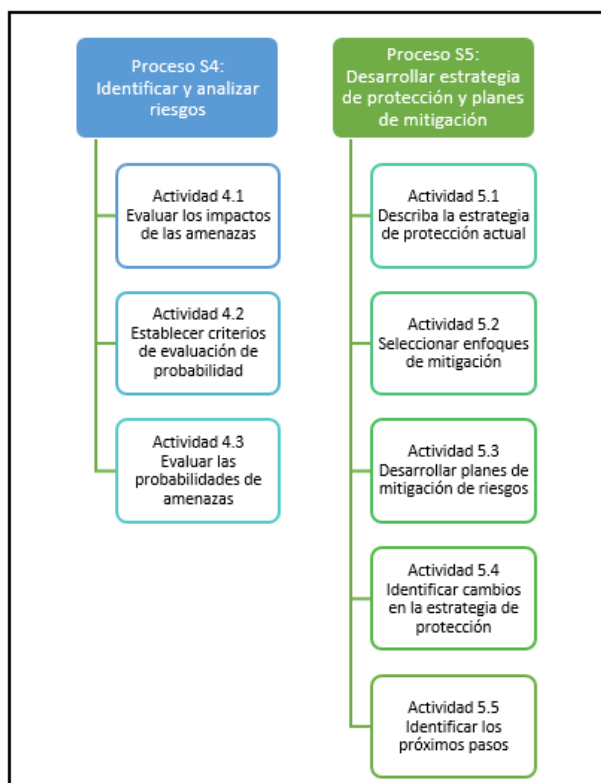 Proceso S4:
Identificar y analizar
riesgos
Actividad 4.1
Evaluar los impactos
de las amenazas
Actividad 4.2
Establecer criterios
de evaluación de
probabilidad
Actividad 4.3
Evaluar las
probabilidades de
amenazas
Proceso S5:
Desarrollar estrategia
de protección y planes
de mitigación
Actividad 5.1
Describa la estrategia
de protección actual
Actividad 5.2
Seleccionar enfoques
de mitigación
Actividad 5.3
Desarrollar planes de
mitigación de riesgos
Actividad 5.4
Identificar cambios
en la estrategia de
protección
Actividad 5.5
Identificar los
próximos pasos